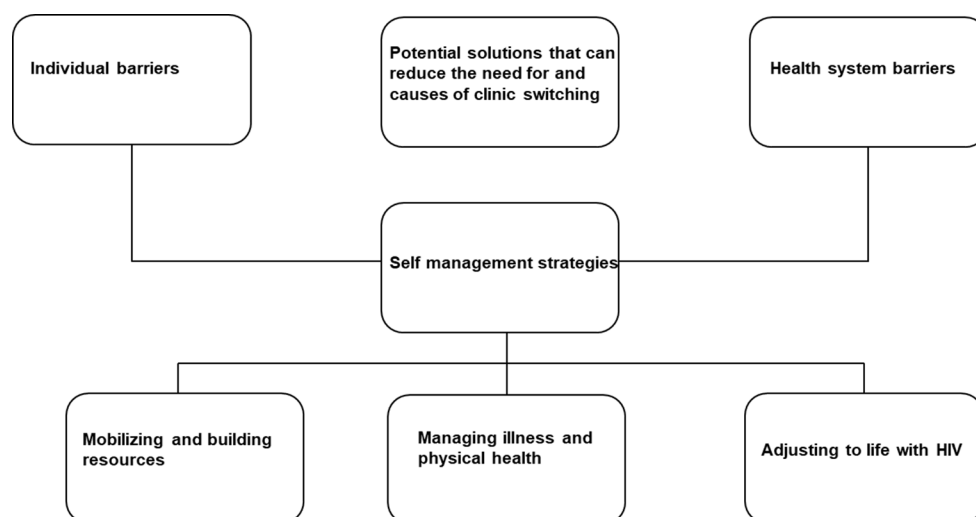 Individual barriers
Potential solutions that can
reduce the need for and
causes of clinic switching
Health system barriers
Self management strategies
Mobilizing and building
resources
Managing illness and
physical health
Adjusting to life with HIV